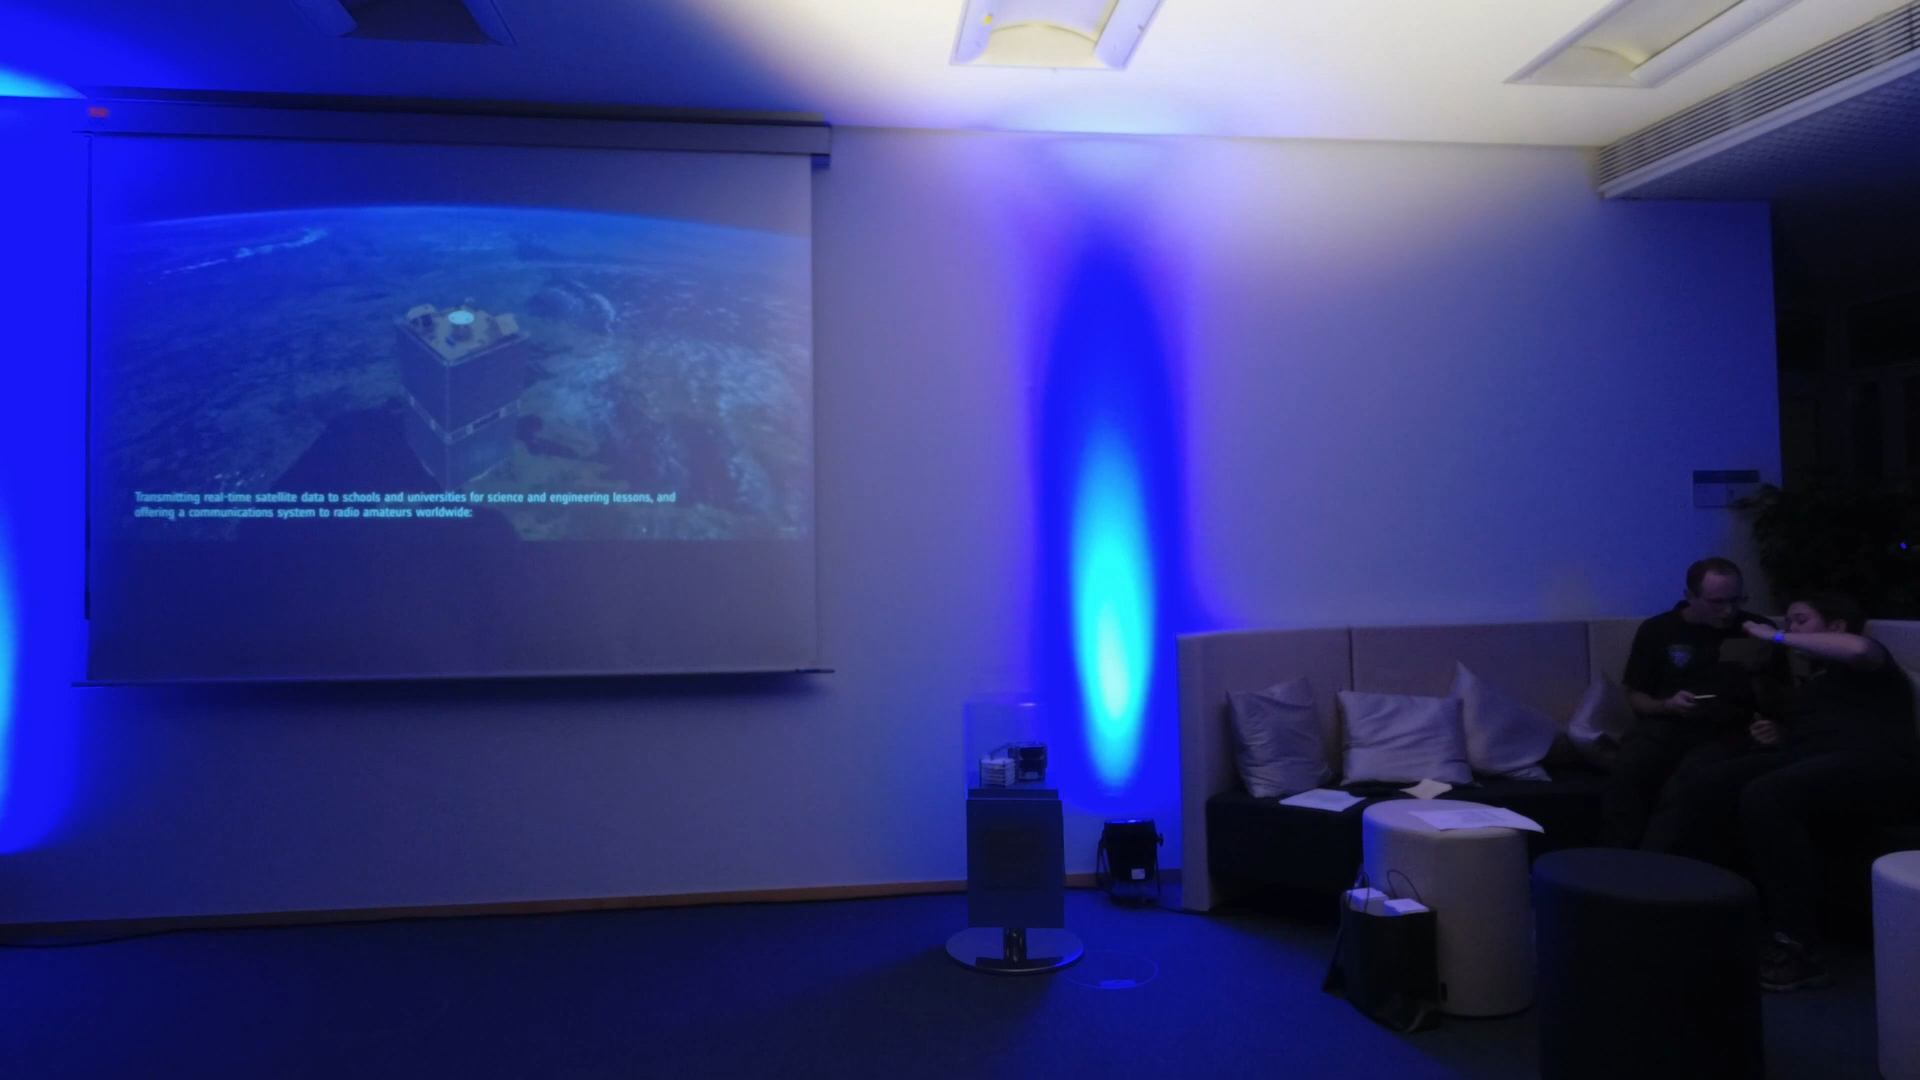 Transmitting real-time satellite data to schools and universities for science and engineering lessons, and
offering a communications system to radio amateurs worldwide: